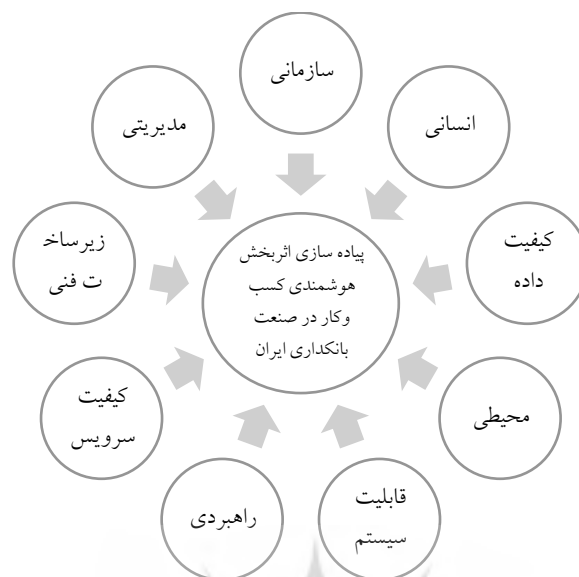 سازمانی
انسانی
مدیریتی
کیفیت
داده
زیرساخ
ت فنی
پیاده سازی اثربخش
هوشمندی کسب
وکار در صنعت
بانکداری ایران
محیطی
کیفیت
سرویس
قابلیت
سیستم
راهبردی